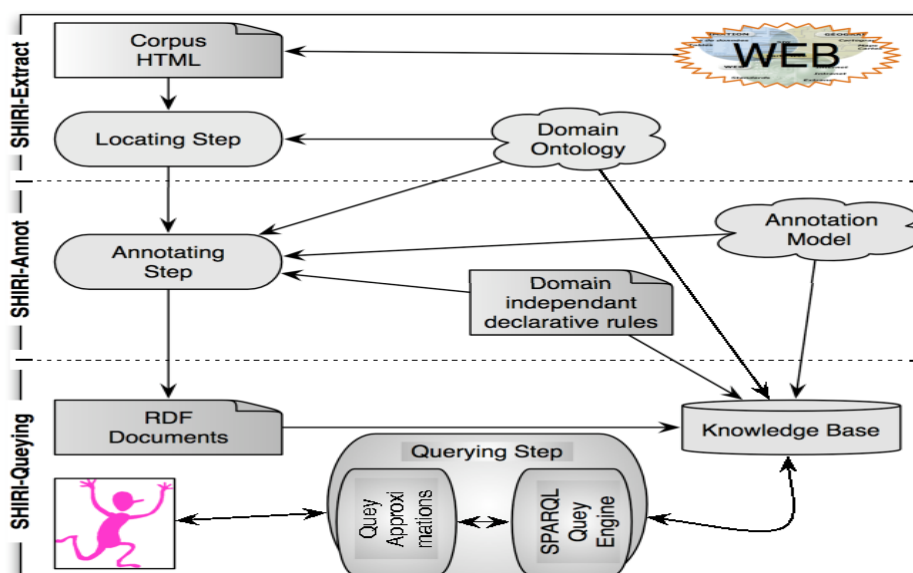 SHIRI-Extract
Corpus
HTML
WEB
Locating Step
Domain
Ontology
SHIRI-Annot
Annotating
Step
Annotation
Model
Domain
independant
declarative rules
SHIRI-Queying
RDF
Documents
Knowledge Base
Querying Step
Quey
Approxi
mations
SPARQL
Quey
Engine